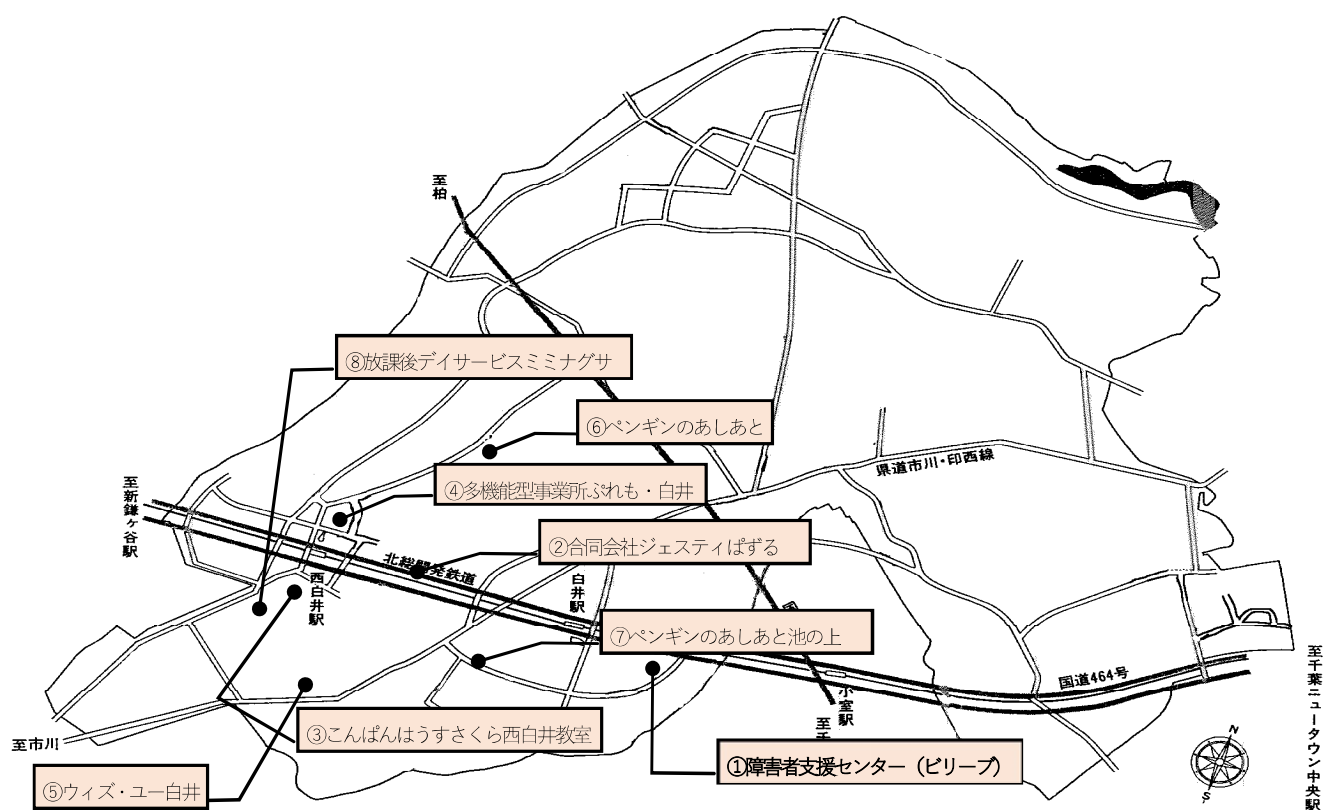 至柏
⑧放課後デイサービスミミナグサ
⑥ペンギンのあしあと
県道市川・印西線
④多機能型事業所ぷれも・白井
至新鎌ヶ谷駅
②合同会社ジェスティぱずる
北総開発鉄道
白井駅
西白井駅
⑦ペンギンのあしあと池の上
国道464号
小室駅
至千葉ニュータウン中央駅
至千
③こんぱんはうすさくら西白井教室
至市川
①障害者支援センター（ビリーブ）
⑤ウィズ・ユー白井
N
S